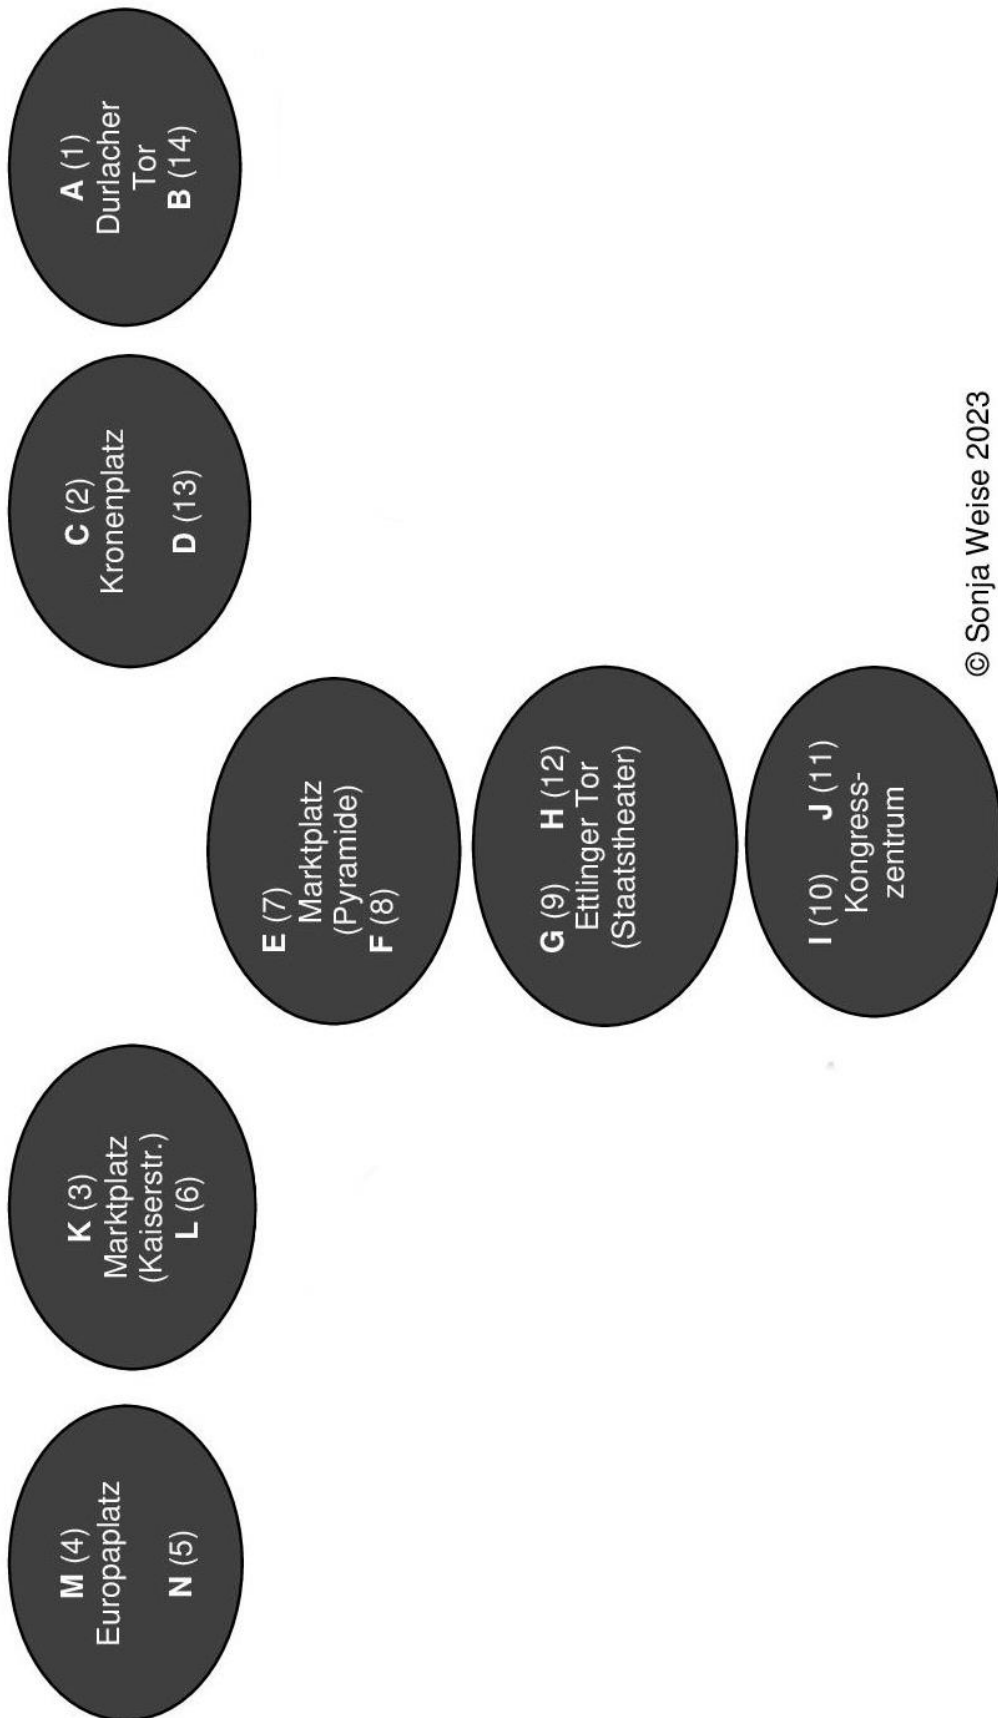 M (4)
Europaplatz
N (5)
K (3)
Marktplatz
(Kaiserstr.)
L (6)
E (7)
Marktplatz
(Pyramide)
F (8)
G (9) H (12)
Ettlinger Tor
(Staatstheater)
I (10) J (11)
Kongress-
zentrum
C (2)
Kronenplatz
D (13)
A (1)
Durlacher
Tor
B (14)
© Sonja Weise 2023